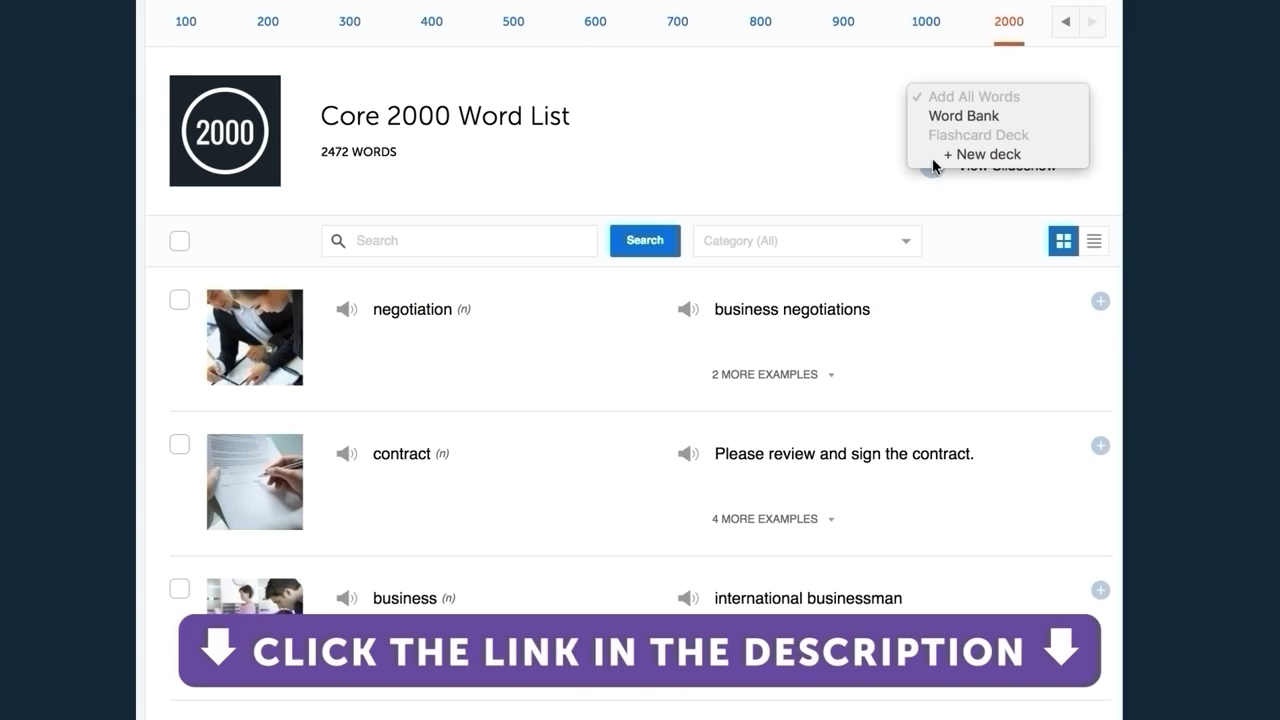 100 200 300 400 500 600 700 800 900 1000 2000
2000
Core 2000 Word List
2472 WORDS
✓ Add All Words
Word Bank
Flashcard Deck
+ New deck
View Slideshow
Search
Search
Category (All)
negotiation (n)
business negotiations
2 MORE EXAMPLES
contract (n)
Please review and sign the contract.
4 MORE EXAMPLES
business (n)
international businessman
CLICK THE LINK IN THE DESCRIPTION